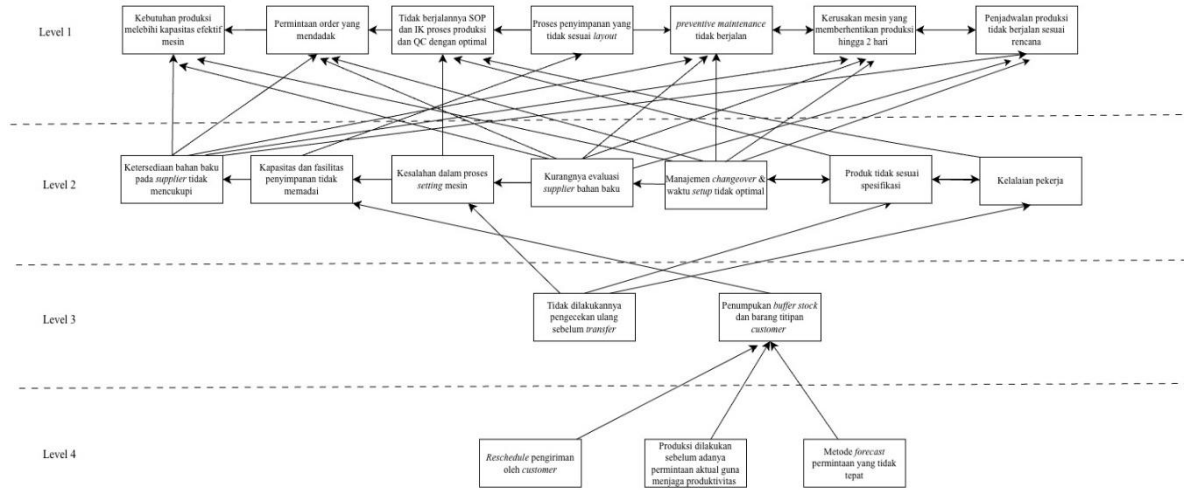 Level 1
Kebutuhan produksi
melebihi kapasitas efektif
mesin
Permintaan order yang
mendadak
Tidak berjalannya SOP
dan IK proses produksi
dan QC dengan optimal
Proses penyimpanan yang
tidak sesuai layout
preventive maintenance
tidak berjalan
Kerusakan mesin yang
memberhentikan produksi
hingga 2 hari
Penjadwalan produksi
tidak berjalan sesuai
rencana
Level 2
Ketersediaan bahan baku
pada supplier tidak
mencukupi
Kapasitas dan fasilitas
penyimpanan tidak
memadai
Kesalahan dalam proses
setting mesin
Kurangnya evaluasi
supplier bahan baku
Manajemen changeover &
waktu setup tidak optimal
Produk tidak sesuai
spesifikasi
Kelalaian pekerja
Level 3
Tidak dilakukannya
pengecekan ulang
sebelum transfer
Penumpukan buffer stock
dan barang titipan
customer
Level 4
Reschedule pengiriman
oleh customer
Produksi dilakukan
sebelum adanya
permintaan aktual guna
menjaga produktivitas
Metode forecast
permintaan yang tidak
tepat